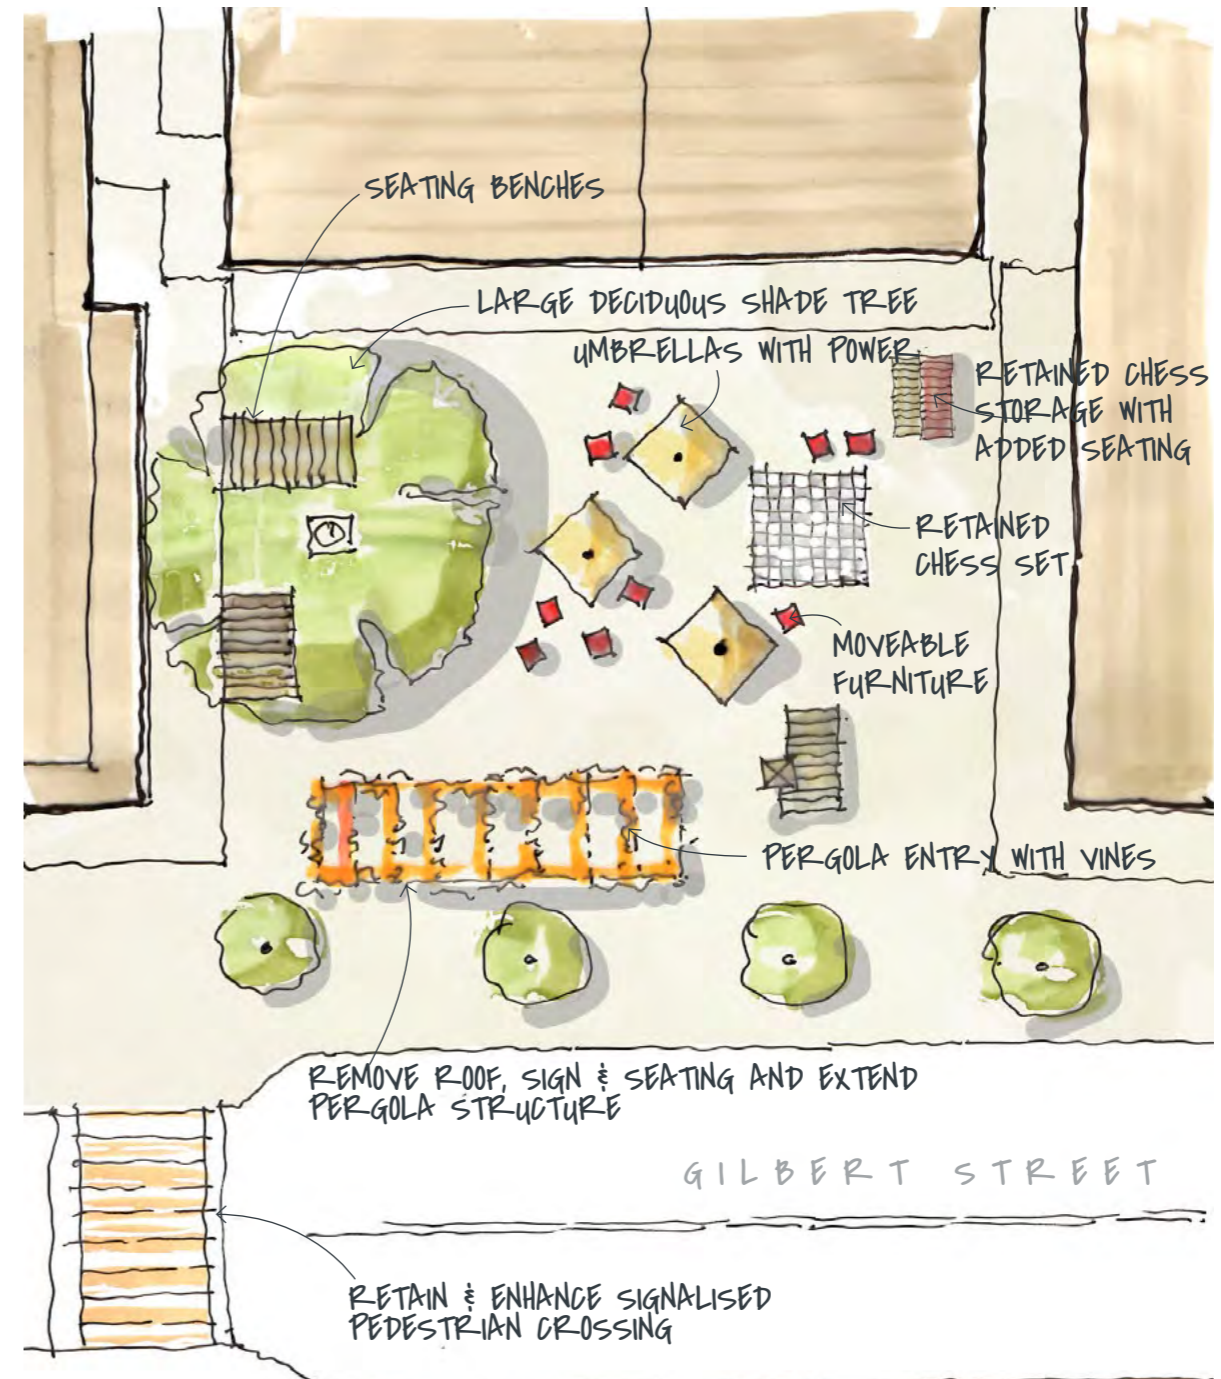 SEATING BENCHES
LARGE DECIDUOUS SHADE TREE
UMBRELLAS WITH POWER
RETAINED CHESS
STORAGE WITH
ADDED SEATING
RETAINED
CHESS SET
MOVEABLE
FURNITURE
PERGOLA ENTRY WITH VINES
REMOVE ROOF, SIGN & SEATING AND EXTEND
PERGOLA STRUCTURE
GILBERT STREET
RETAIN & ENHANCE SIGNALISED
PEDESTRIAN CROSSING